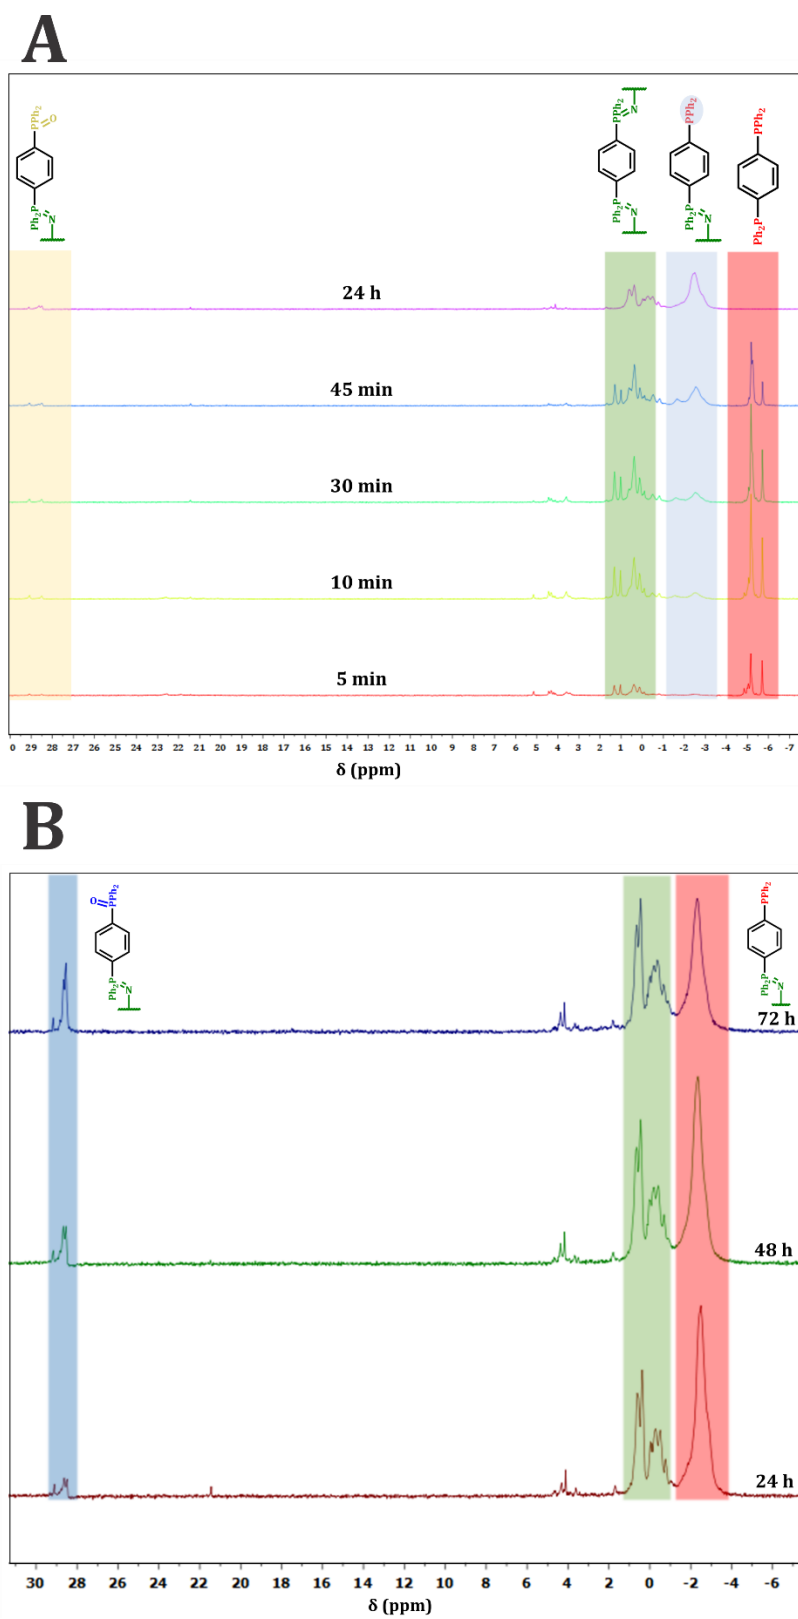 A
PPh2
O
Ph2P
N
PPh2
N
Ph2P
N
PPh2
Ph2P
N
PPh2
Ph2P
24 h
45 min
30 min
10 min
5 min
0 29 28 27 26 25 24 23 22 21 20 19 18 17 16 15 14 13 12 11 10 9 8 7 6 5 4 3 2 1 0 -1 -2 -3 -4 -5 -6 -7
δ (ppm)
B
O
PPh2
Ph2P
N
PPh2
Ph2P
N
72 h
48 h
24 h
30 28 26 24 22 20 18 16 14 12 10 8 6 4 2 0 -2 -4 -6
δ (ppm)